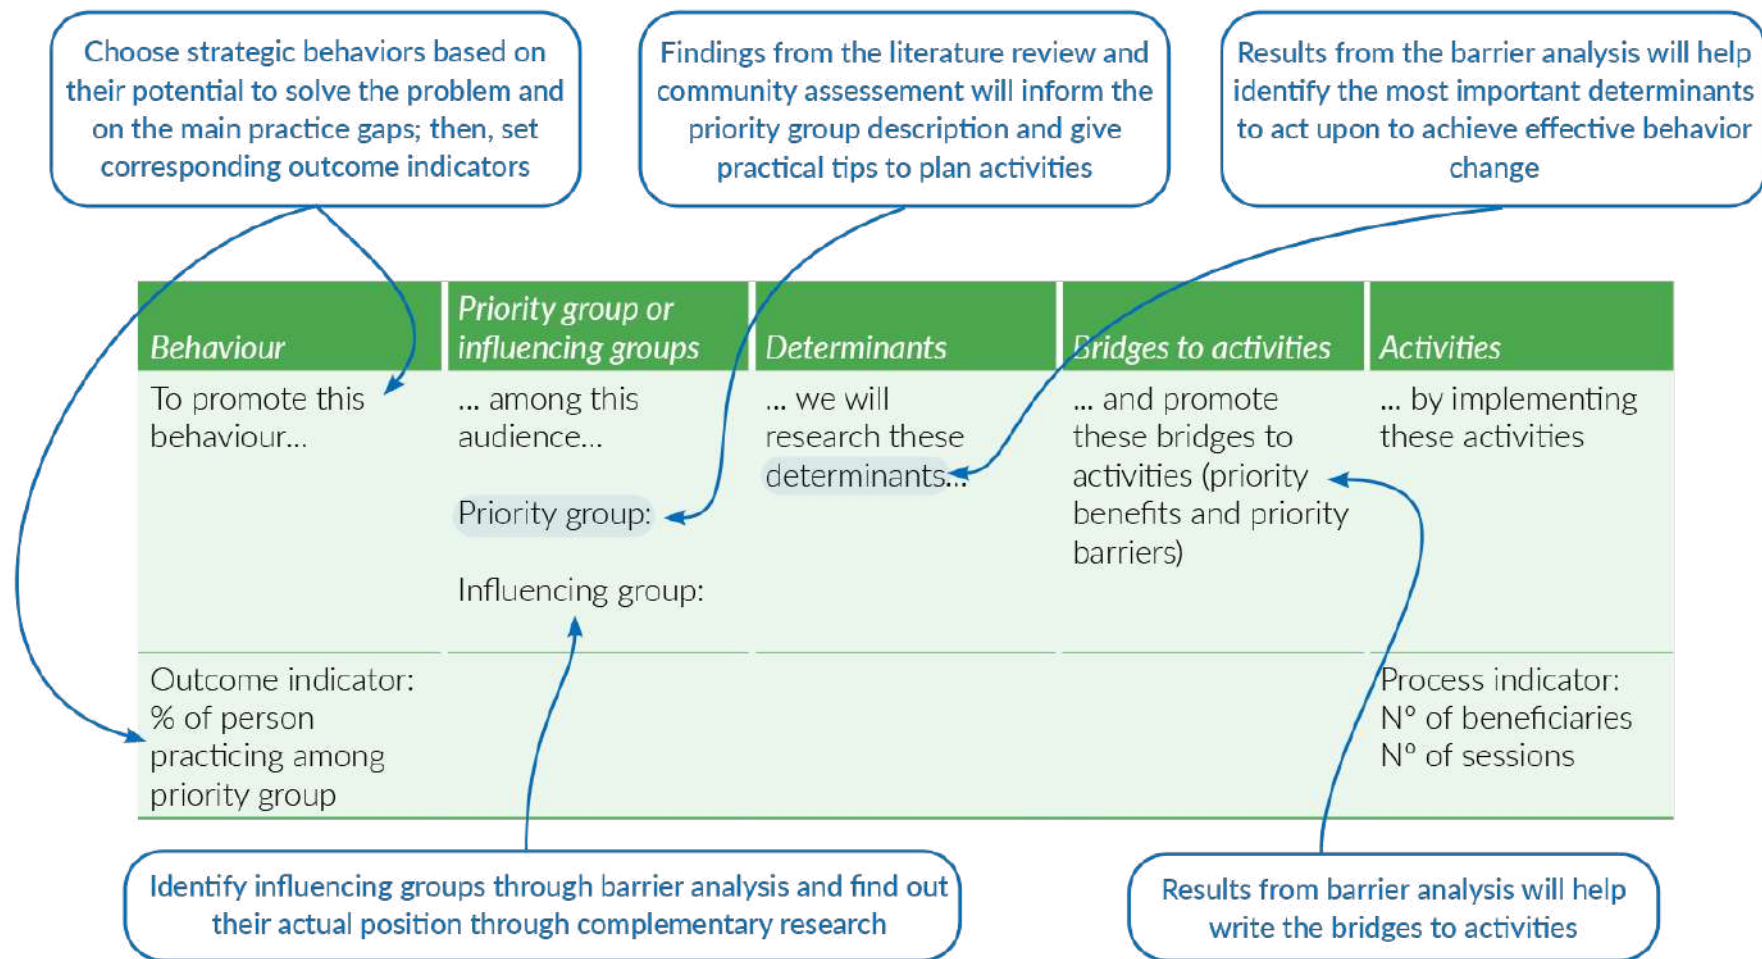 Choose strategic behaviors based on
their potential to solve the problem and
on the main practice gaps; then, set
corresponding outcome indicators
Findings from the literature review and
community assessement will inform the
priority group description and give
practical tips to plan activities
Results from the barrier analysis will help
identify the most important determinants
to act upon to achieve effective behavior
change
Behaviour
Priority group or
influencing groups
Determinants
Bridges to activities
Activities
To promote this
behaviour...
... among this
audience...
Priority group:
Influencing group:
... we will
research these
determinants...
... and promote
these bridges to
activities (priority
benefits and priority
barriers)
... by implementing
these activities
Outcome indicator:
% of person
practicing among
priority group
Process indicator:
Nº of beneficiaries
Nº of sessions
Identify influencing groups through barrier analysis and find out
their actual position through complementary research
Results from barrier analysis will help
write the bridges to activities